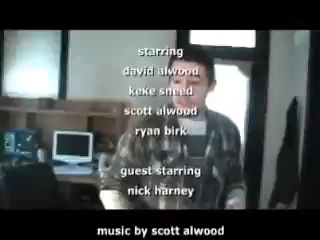 starring
david alwood
keke sneed
scott alwood
ryan birk
guest starring
nick harney
music by scott alwood